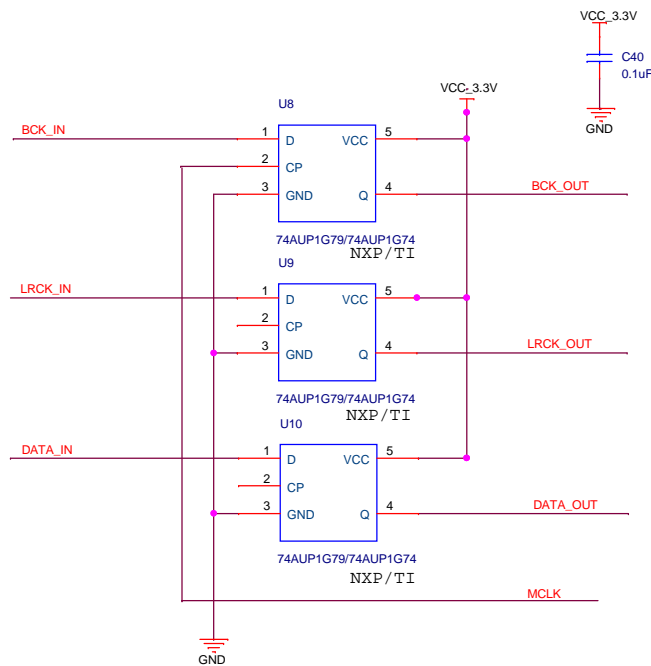 VCC_3.3V
C40
0.1uF
GND
VCC_3.3V
U8
BCK_IN
1
D
VCC
5
2
CP
3
GND
Q
4
BCK_OUT
74AUP1G79/74AUP1G74
NXP/TI
U9
LRCK_IN
1
D
VCC
5
2
CP
3
GND
Q
4
LRCK_OUT
74AUP1G79/74AUP1G74
NXP/TI
U10
DATA_IN
1
D
VCC
5
2
CP
3
GND
Q
4
DATA_OUT
74AUP1G79/74AUP1G74
NXP/TI
MCLK
GND